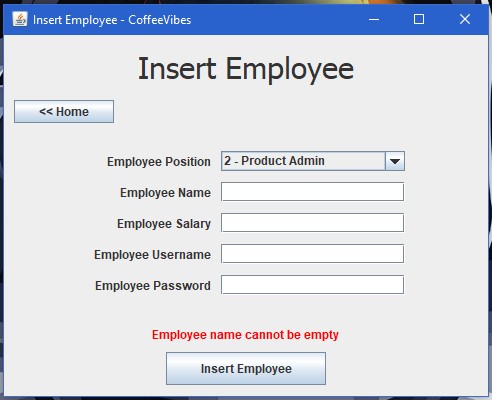 Insert Employee - CoffeeVibes
Insert Employee
<< Home
Employee Position 2 - Product Admin
Employee Name
Employee Salary
Employee Username
Employee Password
Employee name cannot be empty
Insert Employee